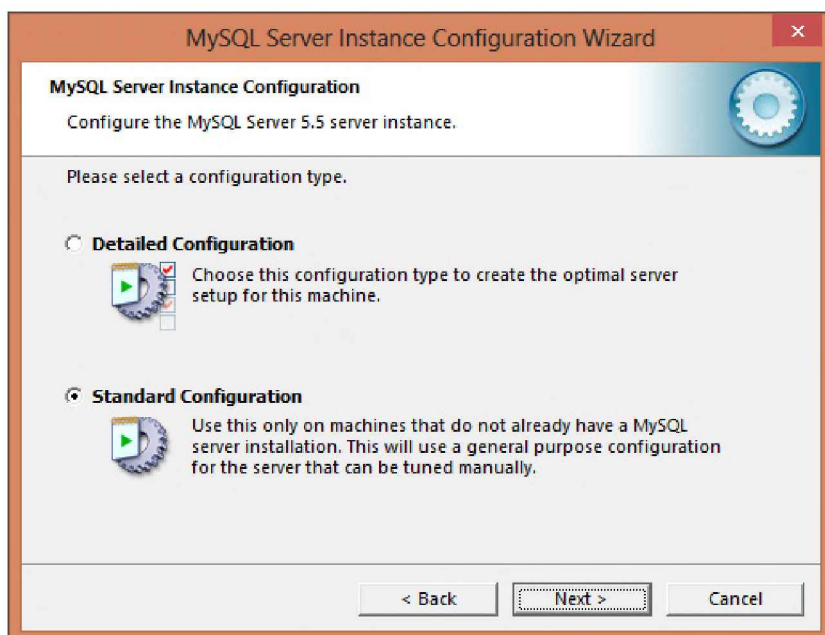 MySQL Server Instance Configuration Wizard
MySQL Server Instance Configuration
Configure the MySQL Server 5.5 server instance.
Please select a configuration type.
Detailed Configuration
Choose this configuration type to create the optimal server
setup for this machine.
Standard Configuration
Use this only on machines that do not already have a MySQL
server installation. This will use a general purpose configuration
for the server that can be tuned manually.
< Back
Next >
Cancel